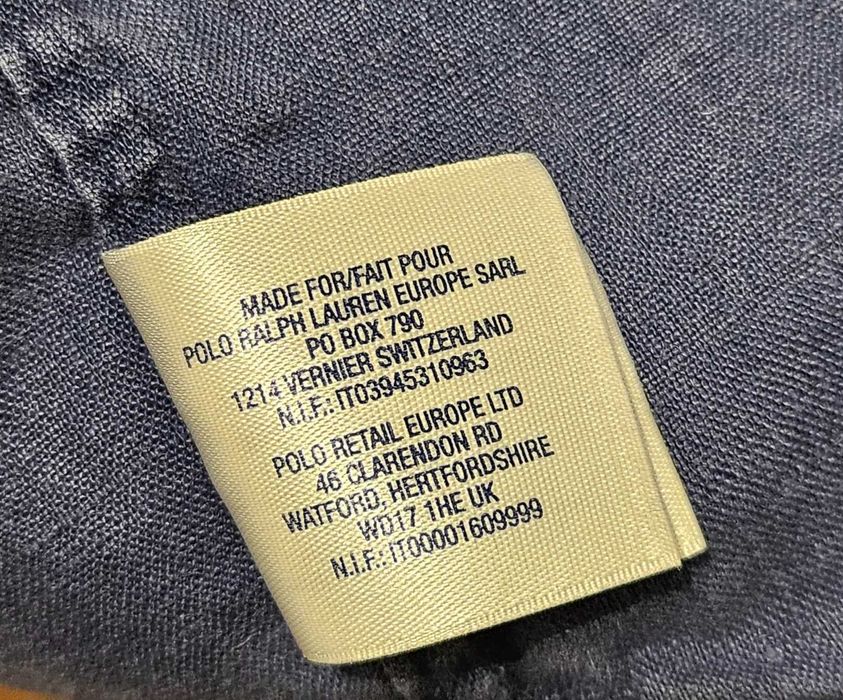 MADE FOR/FAIT POUR
POLO RALPH LAUREN EUROPE SARL
PO BOX 790
1214 VERNIER SWITZERLAND
N.I.F.: IT03945310963
POLO RETAIL EUROPE LTD
46 CLARENDON RD
WATFORD, HERTFORDSHIRE
WD17 1HE UK
N.I.F.: IT00001609999